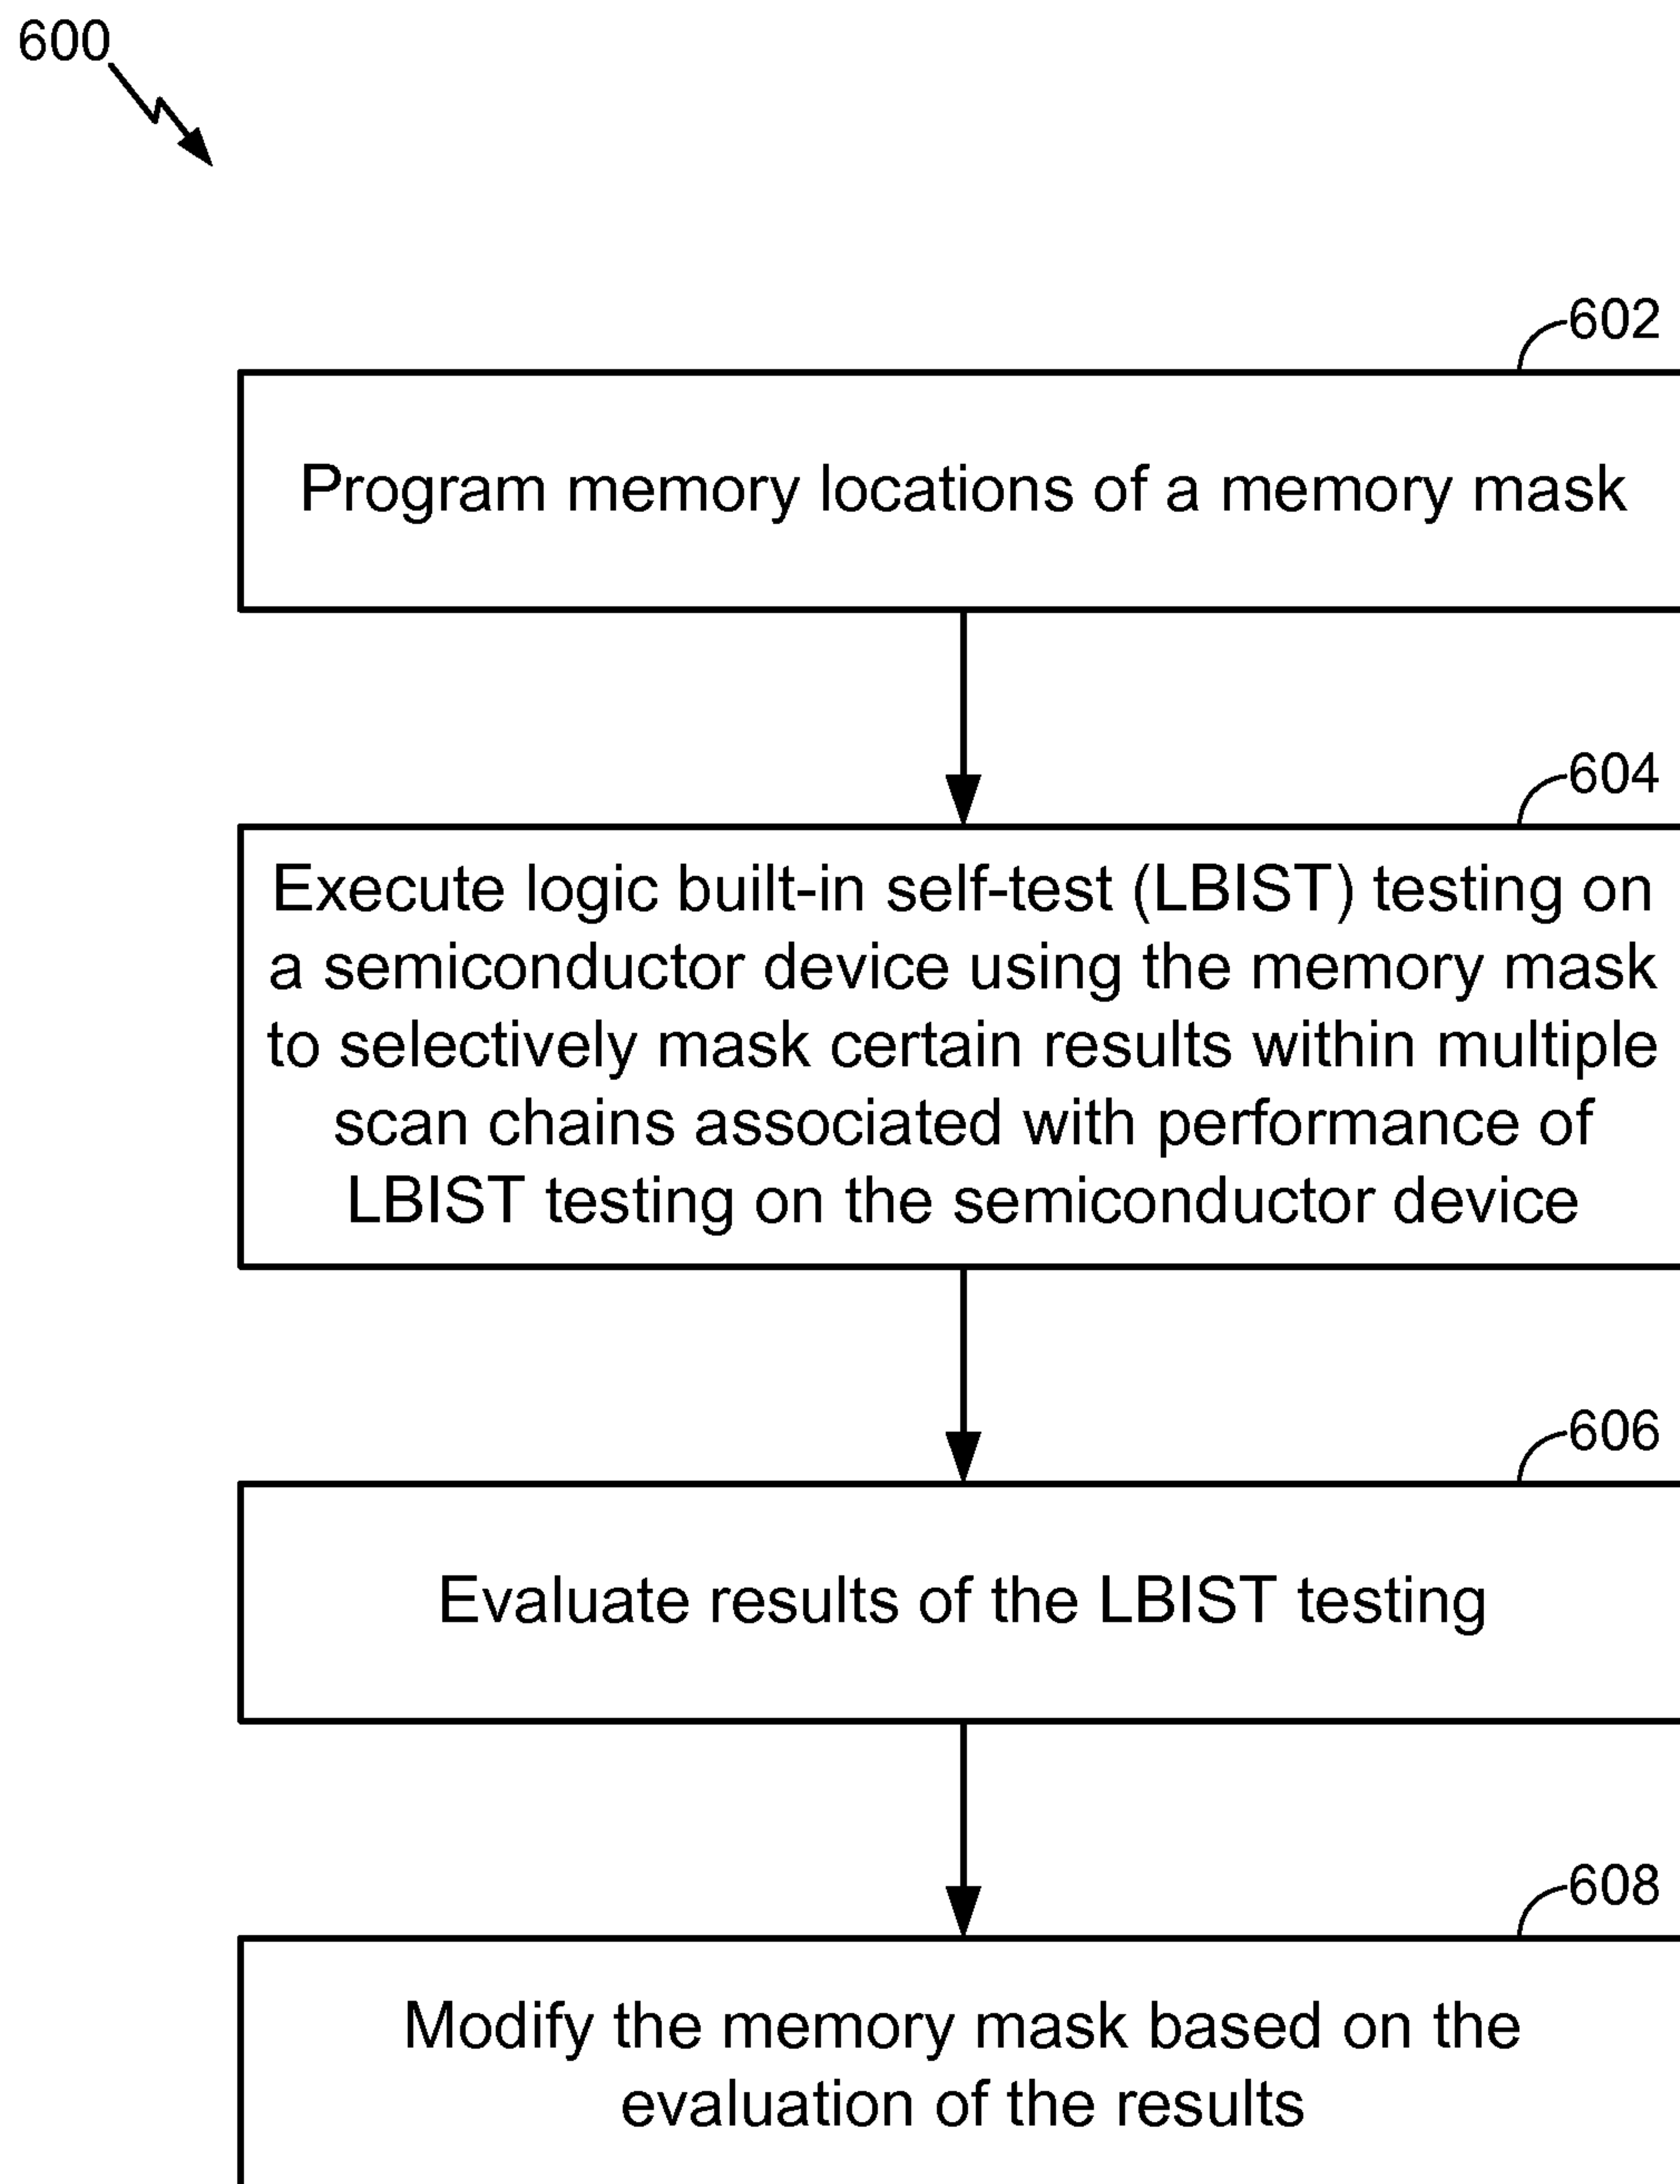 600
602
Program memory locations of a memory mask
604
Execute logic built-in self-test (LBIST) testing on
a semiconductor device using the memory mask
to selectively mask certain results within multiple
scan chains associated with performance of
LBIST testing on the semiconductor device
606
Evaluate results of the LBIST testing
608
Modify the memory mask based on the
evaluation of the results